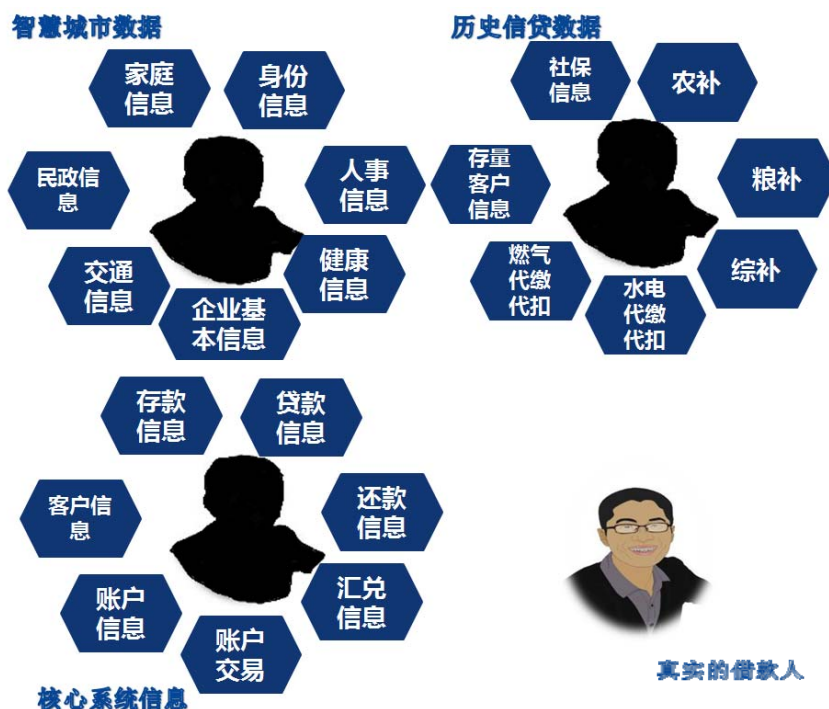 智慧城市数据
家庭
信息
身份
信息
民政信
息
人事
信息
交通
信息
健康
信息
企业基
本信息
历史信贷数据
社保
信息
农补
存量
客户
信息
粮补
燃气
代缴
代扣
综补
水电
代缴
代扣
存款
信息
贷款
信息
客户信
息
还款
信息
账户
信息
汇兑
信息
账户
交易
核心系统信息
真实的借款人